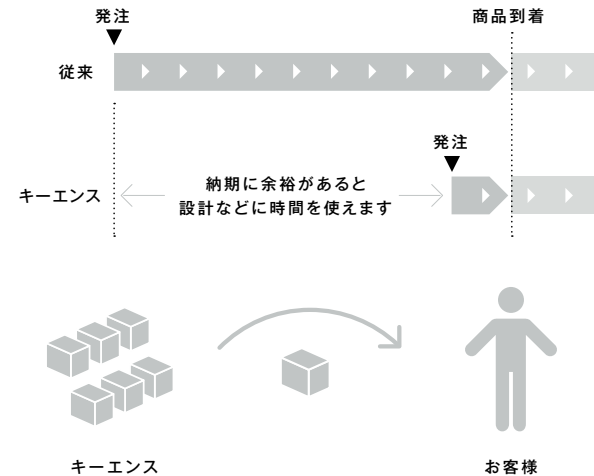 発注
商品到着
従来
発注
キーエンス
納期に余裕があると
設計などに時間を使えます
キーエンス
お客様